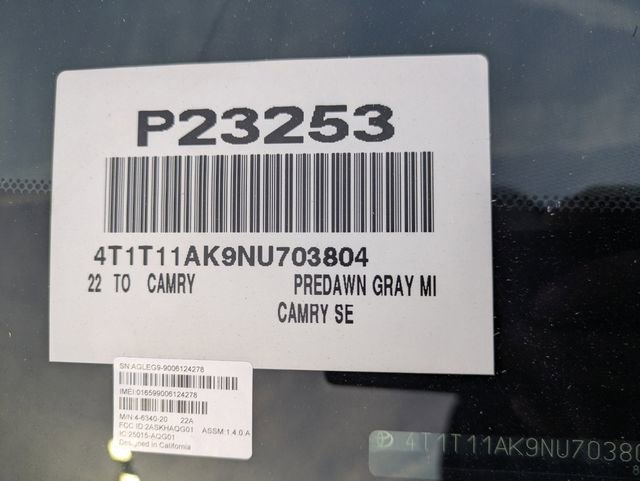 P23253
4T1T11AK9NU703804
22 TO CAMRY PREDAWN GRAY MI
CAMRY SE
SN:AGLEG9-9006124278
IMEI:016599006124278
M/N:4-6340-20 22A
FCC ID:2ASKHAQG01 ASSM:1.4.0.A
IC:25015-AQG01
Designed in California
4T1T11AK9NU70380